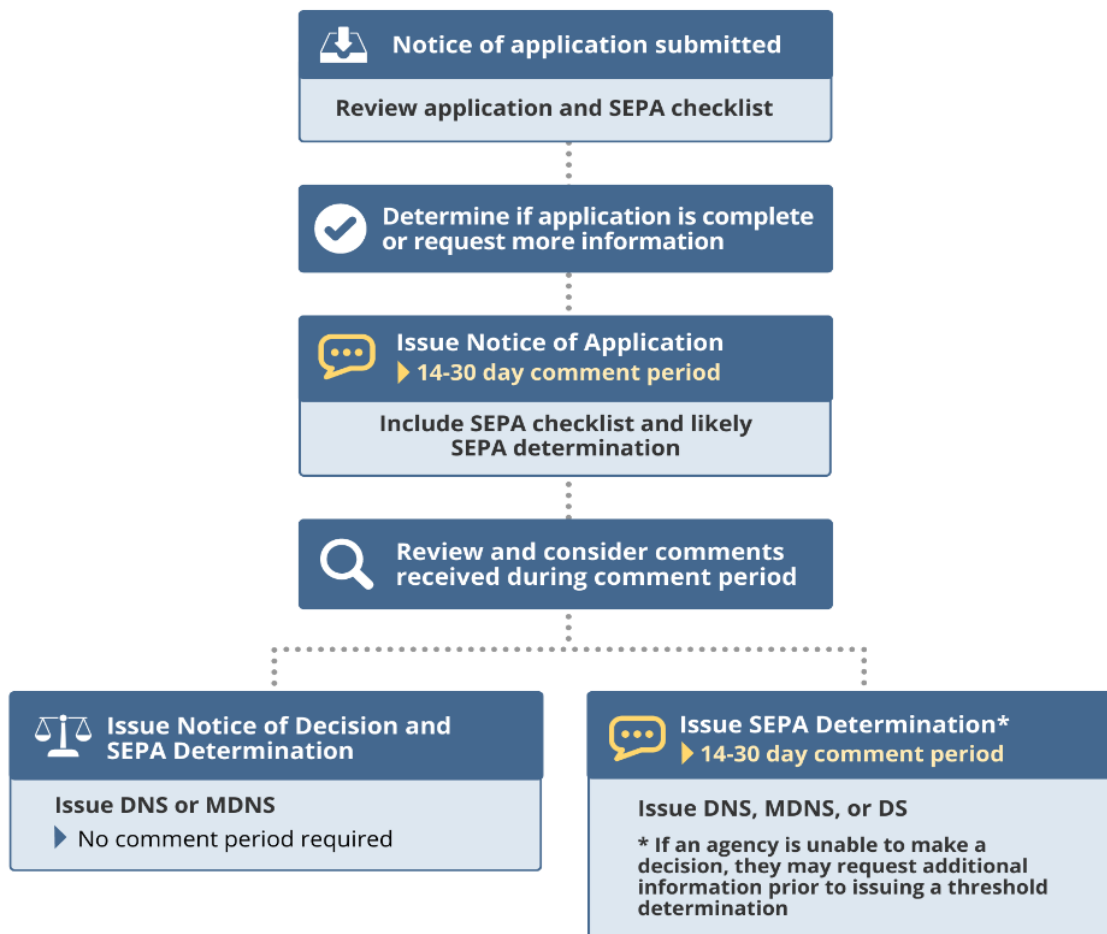 Notice of application submitted
Review application and SEPA checklist
Determine if application is complete
or request more information
Issue Notice of Application
14-30 day comment period
Include SEPA checklist and likely
SEPA determination
Review and consider comments
received during comment period
Issue Notice of Decision and
SEPA Determination
Issue DNS or MDNS
No comment period required
Issue SEPA Determination*
14-30 day comment period
Issue DNS, MDNS, or DS
* If an agency is unable to make a
decision, they may request additional
information prior to issuing a threshold
determination